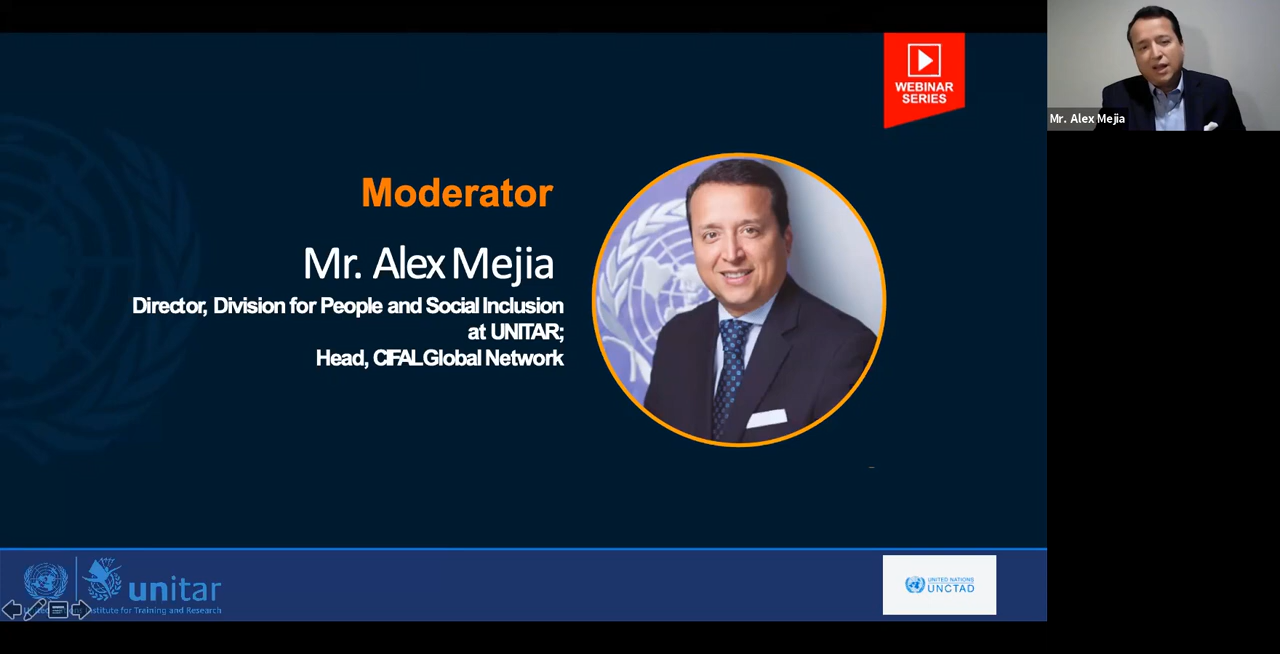 WEBINAR
SERIES
Mr. Alex Mejia
Moderator
Mr. Alex Mejia
Director, Division for People and Social Inclusion
at UNITAR;
Head, CIFAL Global Network
unitar
Institute for Training and Research
UNITED NATIONS
UNCTAD